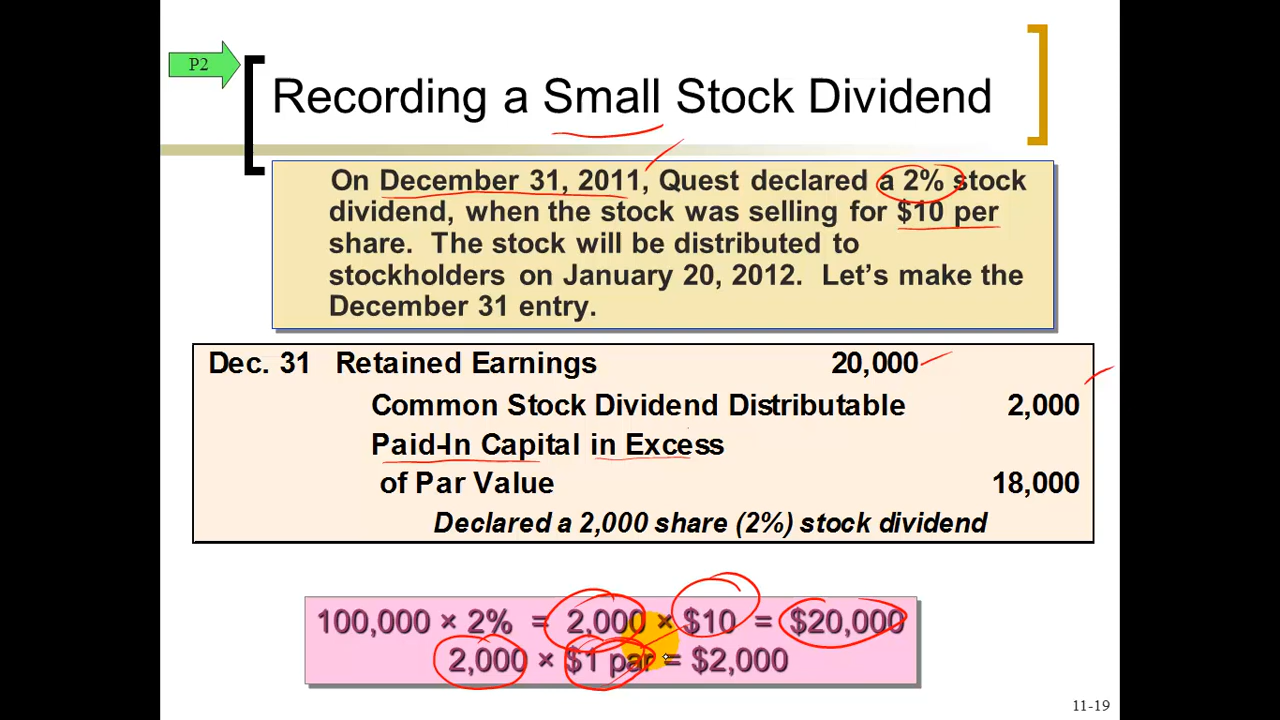 P2
Recording a Small Stock Dividend
On December 31, 2011, Quest declared a 2% stock
dividend, when the stock was selling for $10 per
share. The stock will be distributed to
stockholders on January 20, 2012. Let’s make the
December 31 entry.
Dec. 31 Retained Earnings 20,000
Common Stock Dividend Distributable 2,000
Paid-In Capital in Excess
of Par Value 18,000
Declared a 2,000 share (2%) stock dividend
100,000 × 2% = 2,000 × $10 = $20,000
2,000 × $1 par = $2,000
11-19